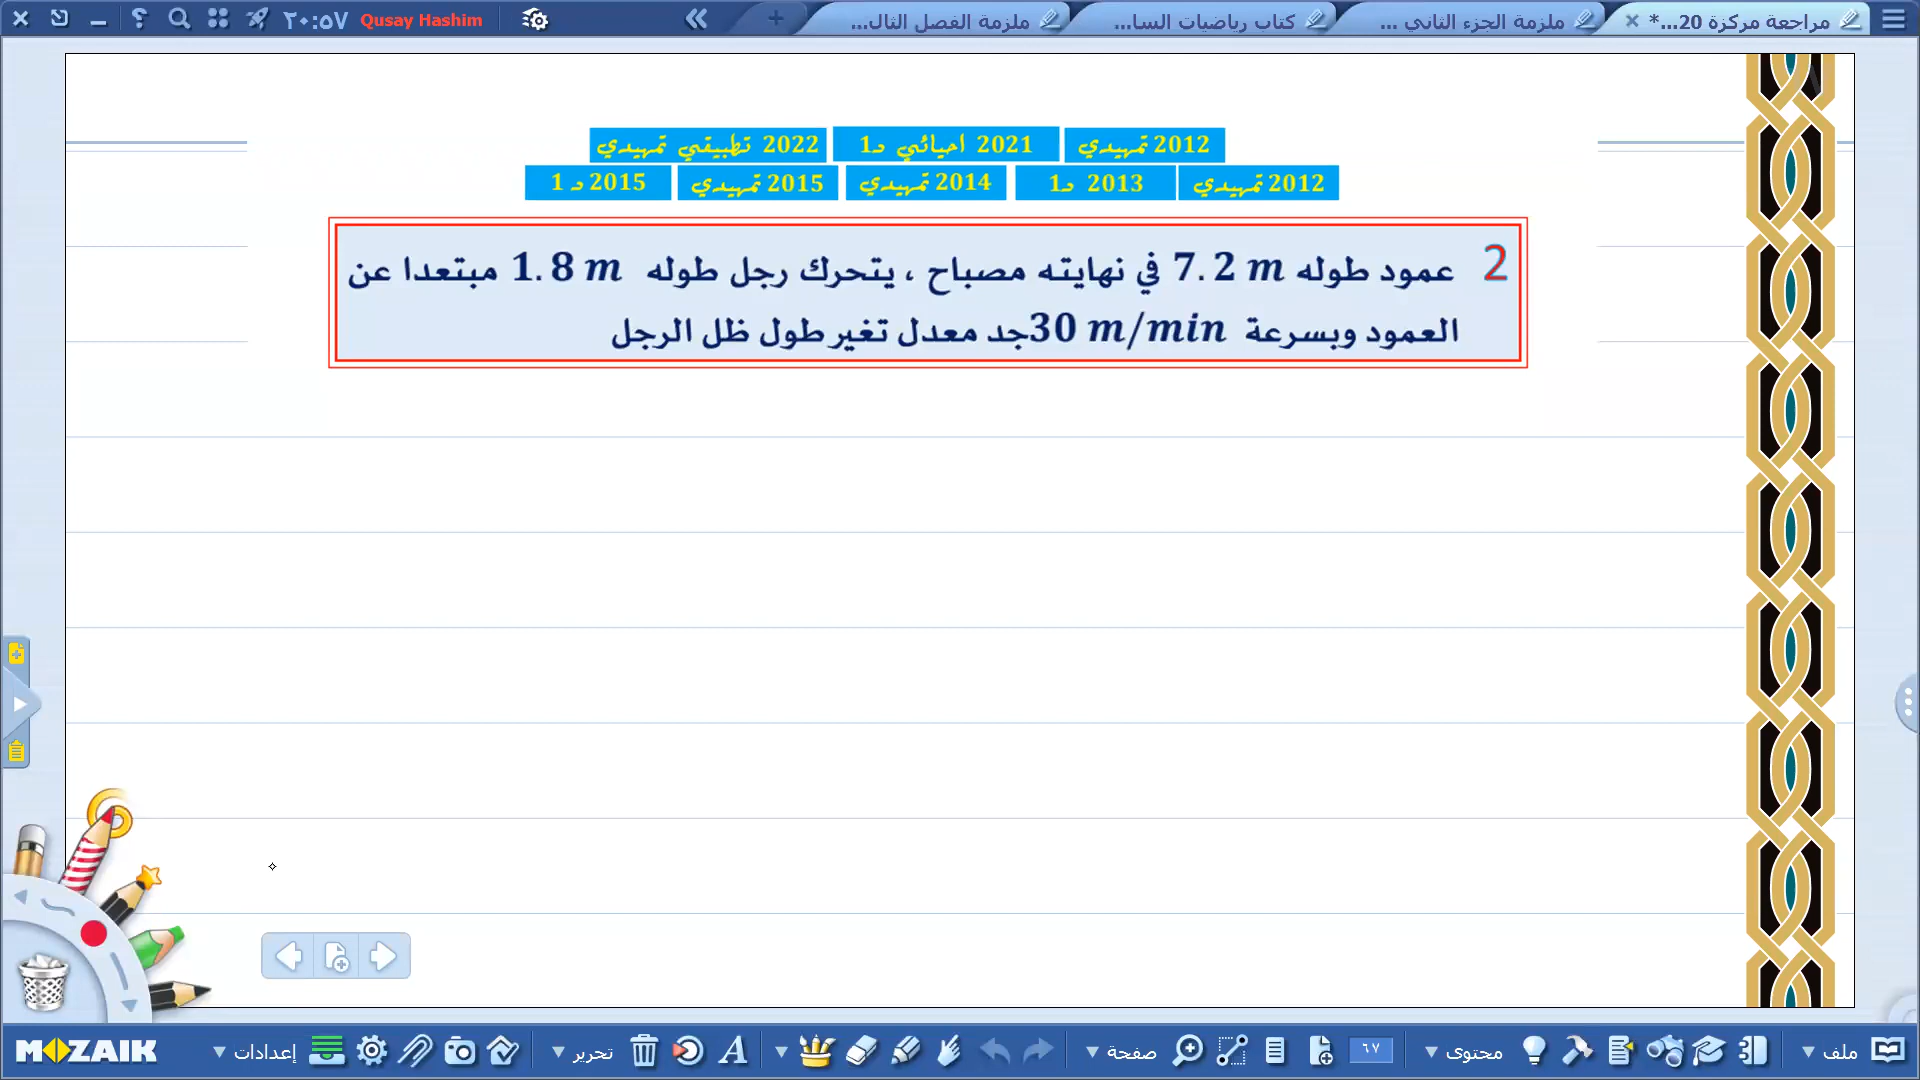 مراجعة مركزة 20...*
ملزمة الجزء الثاني ...
كتاب رياضيات السا...
ملزمة الفصل الثال...
Qusay Hashim
٢٠:٥٧
2012 تمهيدي
2021 احيائي د1
2022 تطبيقي تمهيدي
2012 تمهيدي
2013 د1
2014 تمهيدي
2015 تمهيدي
2015 د 1
2 عمود طوله 7.2 m في نهايته مصباح ، يتحرك رجل طوله 1.8 m مبتعدا عن
العمود وبسرعة 30 m/min جد معدل تغير طول ظل الرجل
ملف
محتوى
٦٧
صفحة
تحرير
إعدادات
MOZAIK